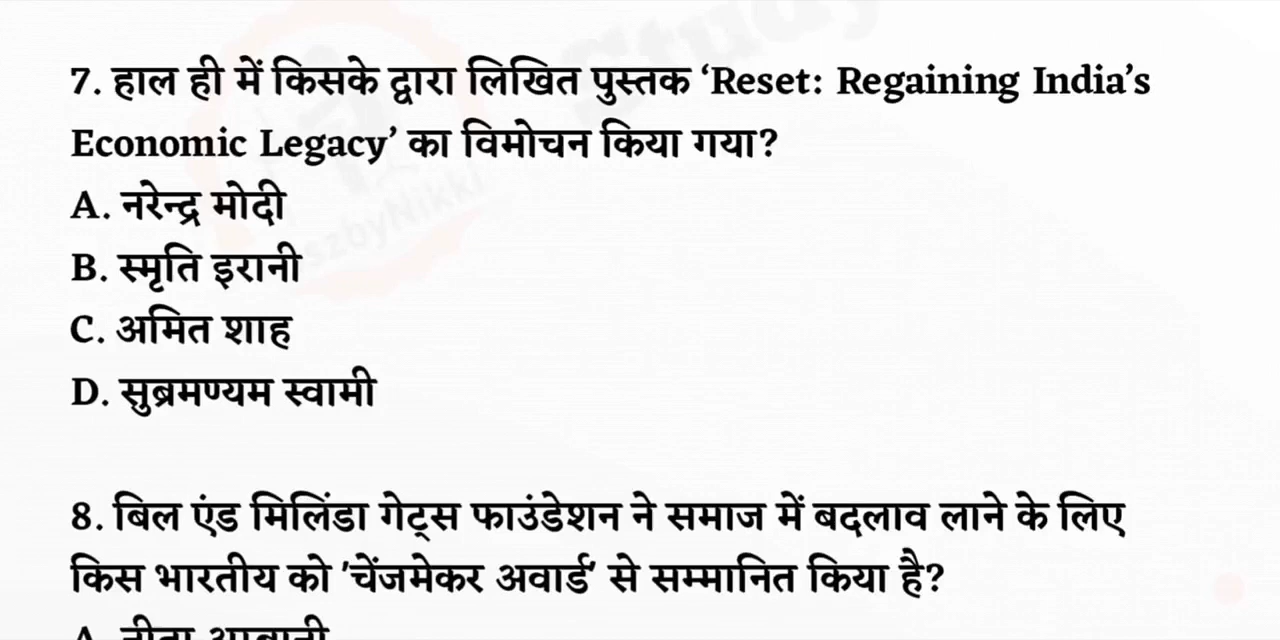 Study
7. हाल ही में किसके द्वारा लिखित पुस्तक ‘Reset: Regaining India’s
Economic Legacy’ का विमोचन किया गया?
A. नरेन्द्र मोदी
B. स्मृति इरानी
C. अमित शाह
D. सुब्रमण्यम स्वामी
8. बिल एंड मिलिंडा गेट्स फाउंडेशन ने समाज में बदलाव लाने के लिए
किस भारतीय को 'चेंजमेकर अवार्ड' से सम्मानित किया है?
A.